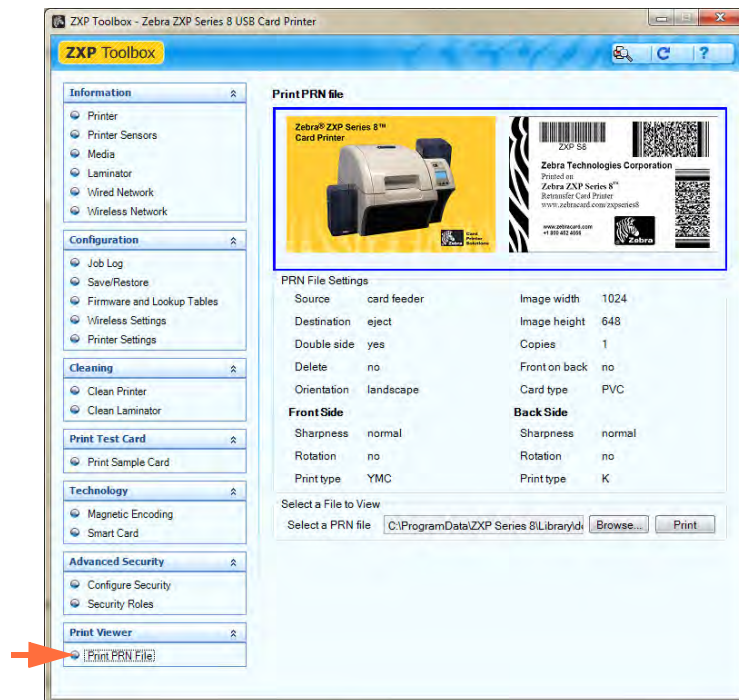 ZXP Toolbox - Zebra ZXP Series 8 USB Card Printer
ZXP Toolbox
Information
Printer
Printer Sensors
Media
Laminator
Wired Network
Wireless Network
Configuration
Job Log
Save/Restore
Firmware and Lookup Tables
Wireless Settings
Printer Settings
Cleaning
Clean Printer
Clean Laminator
Print Test Card
Print Sample Card
Technology
Magnetic Encoding
Smart Card
Advanced Security
Configure Security
Security Roles
Print Viewer
Print PRN File
Print PRN file
Zebra® ZXP Series 8™
Card Printer
Zebra
Card
Printer
Solutions
ZXP S8
Zebra Technologies Corporation
Printed on
Zebra ZXP Series 8™
Retransfer Card Printer
www.zebracard.com/zxpseries8
www.zebracard.com
Zebra
PRN File Settings
Source card feeder Image width 1024
Destination eject Image height 648
Double side yes Copies 1
Delete no Front on back no
Orientation landscape Card type PVC
Front Side Back Side
Sharpness normal Sharpness normal
Rotation no Rotation no
Print type YMC Print type K
Select a File to View
Select a PRN file C:\ProgramData\ZXP Series 8\Library\d Browse... Print